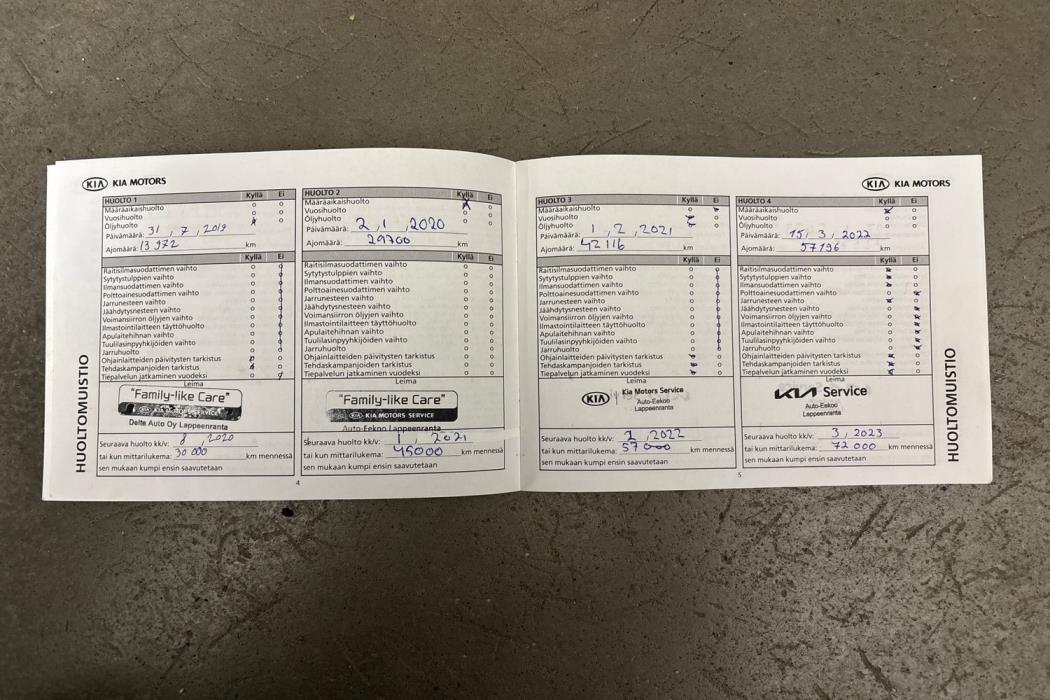 KIA KIA MOTORS
HUOLTOMUISTIO
HUOLTO 1 Kyllä Ei
Määräaikaishuolto
Vuosihuolto
Öljyhuolto
Päivämäärä: 31 , 7 , 2019
Ajomäärä: 13 972 km
Kyllä Ei
Raitisilmasuodattimen vaihto
Sytytystulppien vaihto
Ilmansuodattimen vaihto
Polttoainesuodattimen vaihto
Jarrunesteen vaihto
Jäähdytysnesteen vaihto
Voimansiirron öljyjen vaihto
Ilmastointilaitteen täyttöhuolto
Apulaitehihnan vaihto
Tuulilasinpyyhkijöiden vaihto
Jarruhuolto
Ohjainlaitteiden päivitysten tarkistus
Tehdaskampanjoiden tarkistus
Tiepalvelun jatkaminen vuodeksi
Leima
"Family-like Care"
KIA KIA MOTORS SERVICE
Delta Auto Oy Lappeenranta
Seuraava huolto kk/v: 8 , 2020
tai kun mittarilukema: 30 000 km mennessä
sen mukaan kumpi ensin saavutetaan
HUOLTO 2 Kyllä Ei
Määräaikaishuolto
Vuosihuolto
Öljyhuolto
Päivämäärä: 2 , 1 , 2020
Ajomäärä: 29700 km
Kyllä Ei
Raitisilmasuodattimen vaihto
Sytytystulppien vaihto
Ilmansuodattimen vaihto
Polttoainesuodattimen vaihto
Jarrunesteen vaihto
Jäähdytysnesteen vaihto
Voimansiirron öljyjen vaihto
Ilmastointilaitteen täyttöhuolto
Apulaitehihnan vaihto
Tuulilasinpyyhkijöiden vaihto
Jarruhuolto
Ohjainlaitteiden päivitysten tarkistus
Tehdaskampanjoiden tarkistus
Tiepalvelun jatkaminen vuodeksi
Leima
"Family-like Care"
KIA KIA MOTORS SERVICE
Auto-Eekoo Lappeenranta
Seuraava huolto kk/v: 1 , 2021
tai kun mittarilukema: 45000 km mennessä
sen mukaan kumpi ensin saavutetaan
4
KIA KIA MOTORS
HUOLTO 3 Kyllä Ei
Määräaikaishuolto
Vuosihuolto
Öljyhuolto
Päivämäärä: 1 , 2 , 2021
Ajomäärä: 42116 km
Kyllä Ei
Raitisilmasuodattimen vaihto
Sytytystulppien vaihto
Ilmansuodattimen vaihto
Polttoainesuodattimen vaihto
Jarrunesteen vaihto
Jäähdytysnesteen vaihto
Voimansiirron öljyjen vaihto
Ilmastointilaitteen täyttöhuolto
Apulaitehihnan vaihto
Tuulilasinpyyhkijöiden vaihto
Jarruhuolto
Ohjainlaitteiden päivitysten tarkistus
Tehdaskampanjoiden tarkistus
Tiepalvelun jatkaminen vuodeksi
Leima
KIA Kia Motors Service
Auto-Eekoo
Lappeenranta
Seuraava huolto kk/v: 2 , 2022
tai kun mittarilukema: 57 000 km mennessä
sen mukaan kumpi ensin saavutetaan
HUOLTO 4 Kyllä Ei
Määräaikaishuolto
Vuosihuolto
Öljyhuolto
Päivämäärä: 15 , 3 , 2022
Ajomäärä: 57196 km
Kyllä Ei
Raitisilmasuodattimen vaihto
Sytytystulppien vaihto
Ilmansuodattimen vaihto
Polttoainesuodattimen vaihto
Jarrunesteen vaihto
Jäähdytysnesteen vaihto
Voimansiirron öljyjen vaihto
Ilmastointilaitteen täyttöhuolto
Apulaitehihnan vaihto
Tuulilasinpyyhkijöiden vaihto
Jarruhuolto
Ohjainlaitteiden päivitysten tarkistus
Tehdaskampanjoiden tarkistus
Tiepalvelun jatkaminen vuodeksi
Leima
KIA Service
Auto-Eekoo
Lappeenranta
Seuraava huolto kk/v: 3 , 2023
tai kun mittarilukema: 72 000 km mennessä
sen mukaan kumpi ensin saavutetaan
5
HUOLTOMUISTIO